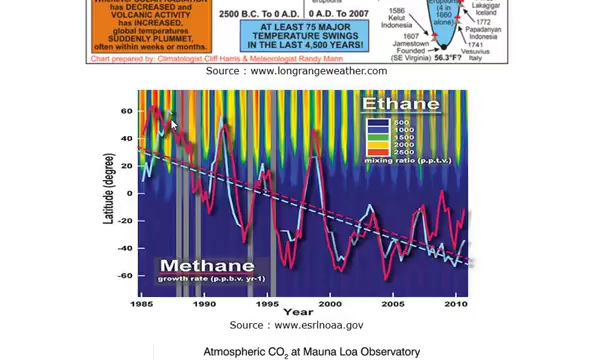 has DECREASED and
VOLCANIC ACTIVITY
has INCREASED,
global temperatures
SUDDENLY PLUMMET,
often within weeks or months.
2500 B.C. To 0 A.D.
0 A.D. To 2007
AT LEAST 75 MAJOR
TEMPERATURE SWINGS
IN THE LAST 4,500 YEARS!
1586
Kelut
Indonesia
1607
Jamestown
Founded
(SE Virginia)
56.3°F?
(4 in
1660
alone)
Lakagigar
Iceland
1772
Papadanyan
Indonesia
1741
Vesuvius
Italy
Chart prepared by: Climatologist Cliff Harris & Meteorologist Randy Mann
Source : www.longrangeweather.com
Ethane
500
1000
1500
2000
2500
mixing ratio (p.p.t.v.)
Latitude (degree)
60
40
20
0
-20
-40
-60
Methane
growth rate (p.p.b.v. yr-1)
1985 1990 1995 2000 2005 2010
Year
Source : www.esrlnoaa.gov
Atmospheric CO2 at Mauna Loa Observatory